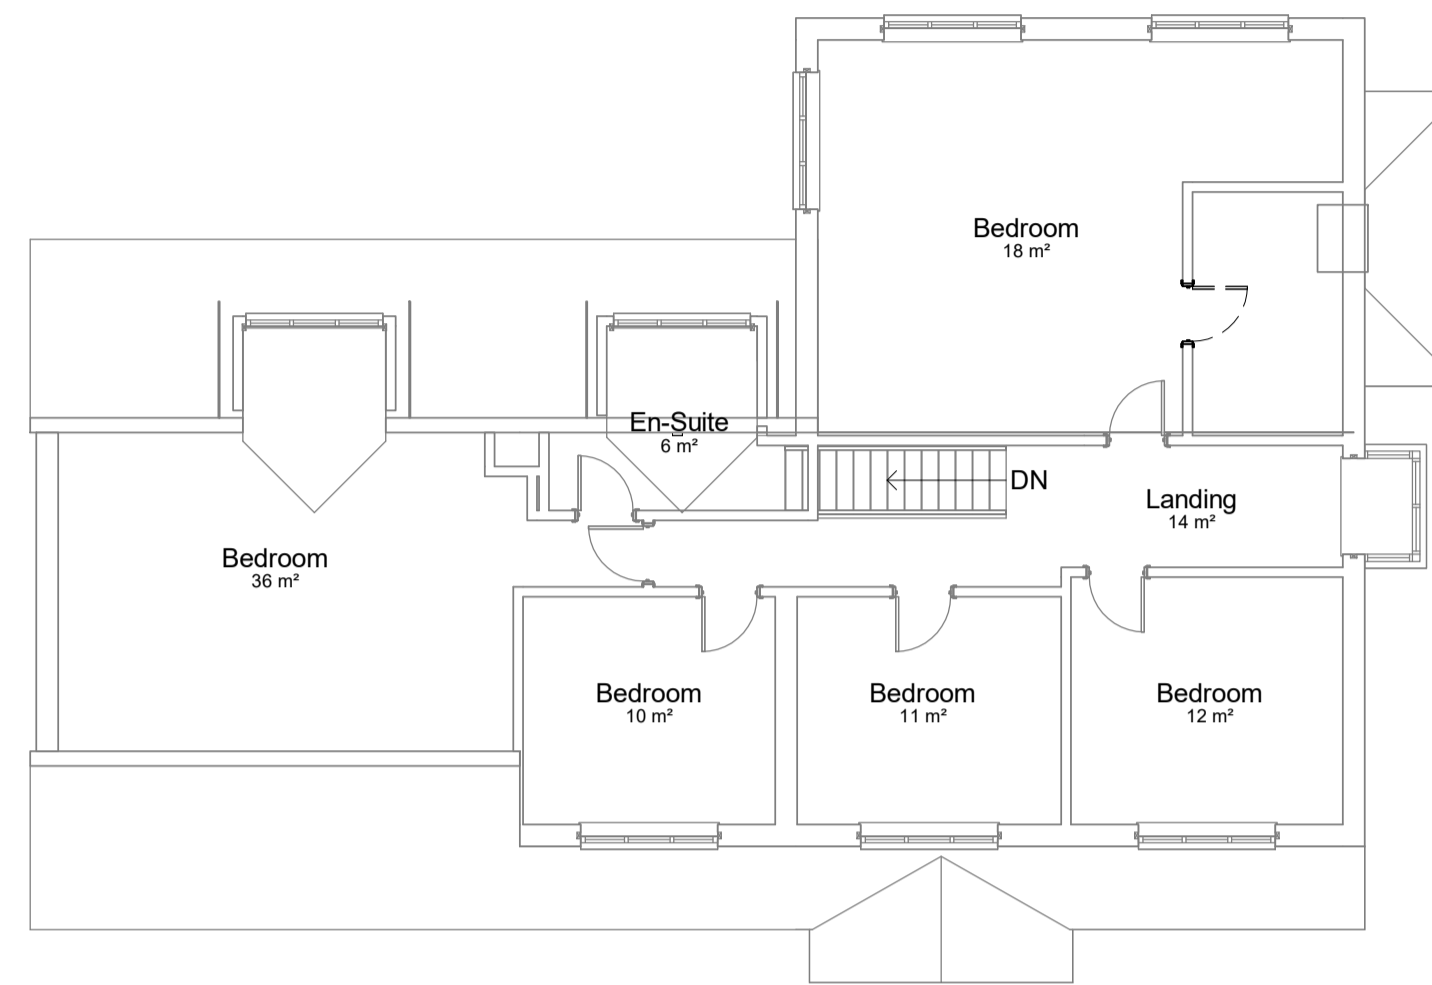 Bedroom
18 m²
En-Suite
6 m²
DN
Landing
14 m²
Bedroom
36 m²
Bedroom
10 m²
Bedroom
11 m²
Bedroom
12 m²